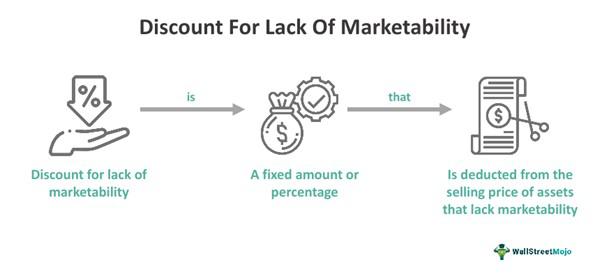 Discount For Lack Of Marketability
%
is
$
that
$
Discount for lack of
marketability
A fixed amount or
percentage
Is deducted from the
selling price of assets
that lack marketability
WallStreetMojo